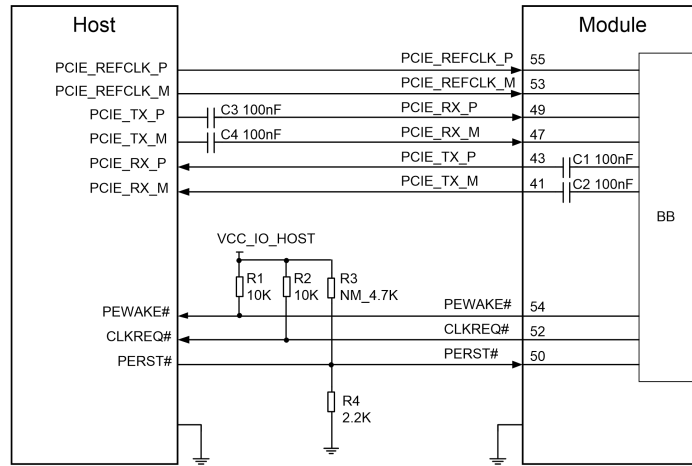 Host
Module
PCIE_REFCLK_P
PCIE_REFCLK_P
55
PCIE_REFCLK_M
PCIE_REFCLK_M
53
PCIE_TX_P
C3 100nF
PCIE_RX_P
49
PCIE_TX_M
C4 100nF
PCIE_RX_M
47
PCIE_RX_P
PCIE_TX_P
43
C1 100nF
PCIE_RX_M
PCIE_TX_M
41
C2 100nF
BB
VCC_IO_HOST
R1
10K
R2
10K
R3
NM_4.7K
PEWAKE#
PEWAKE#
54
CLKREQ#
CLKREQ#
52
PERST#
PERST#
50
R4
2.2K